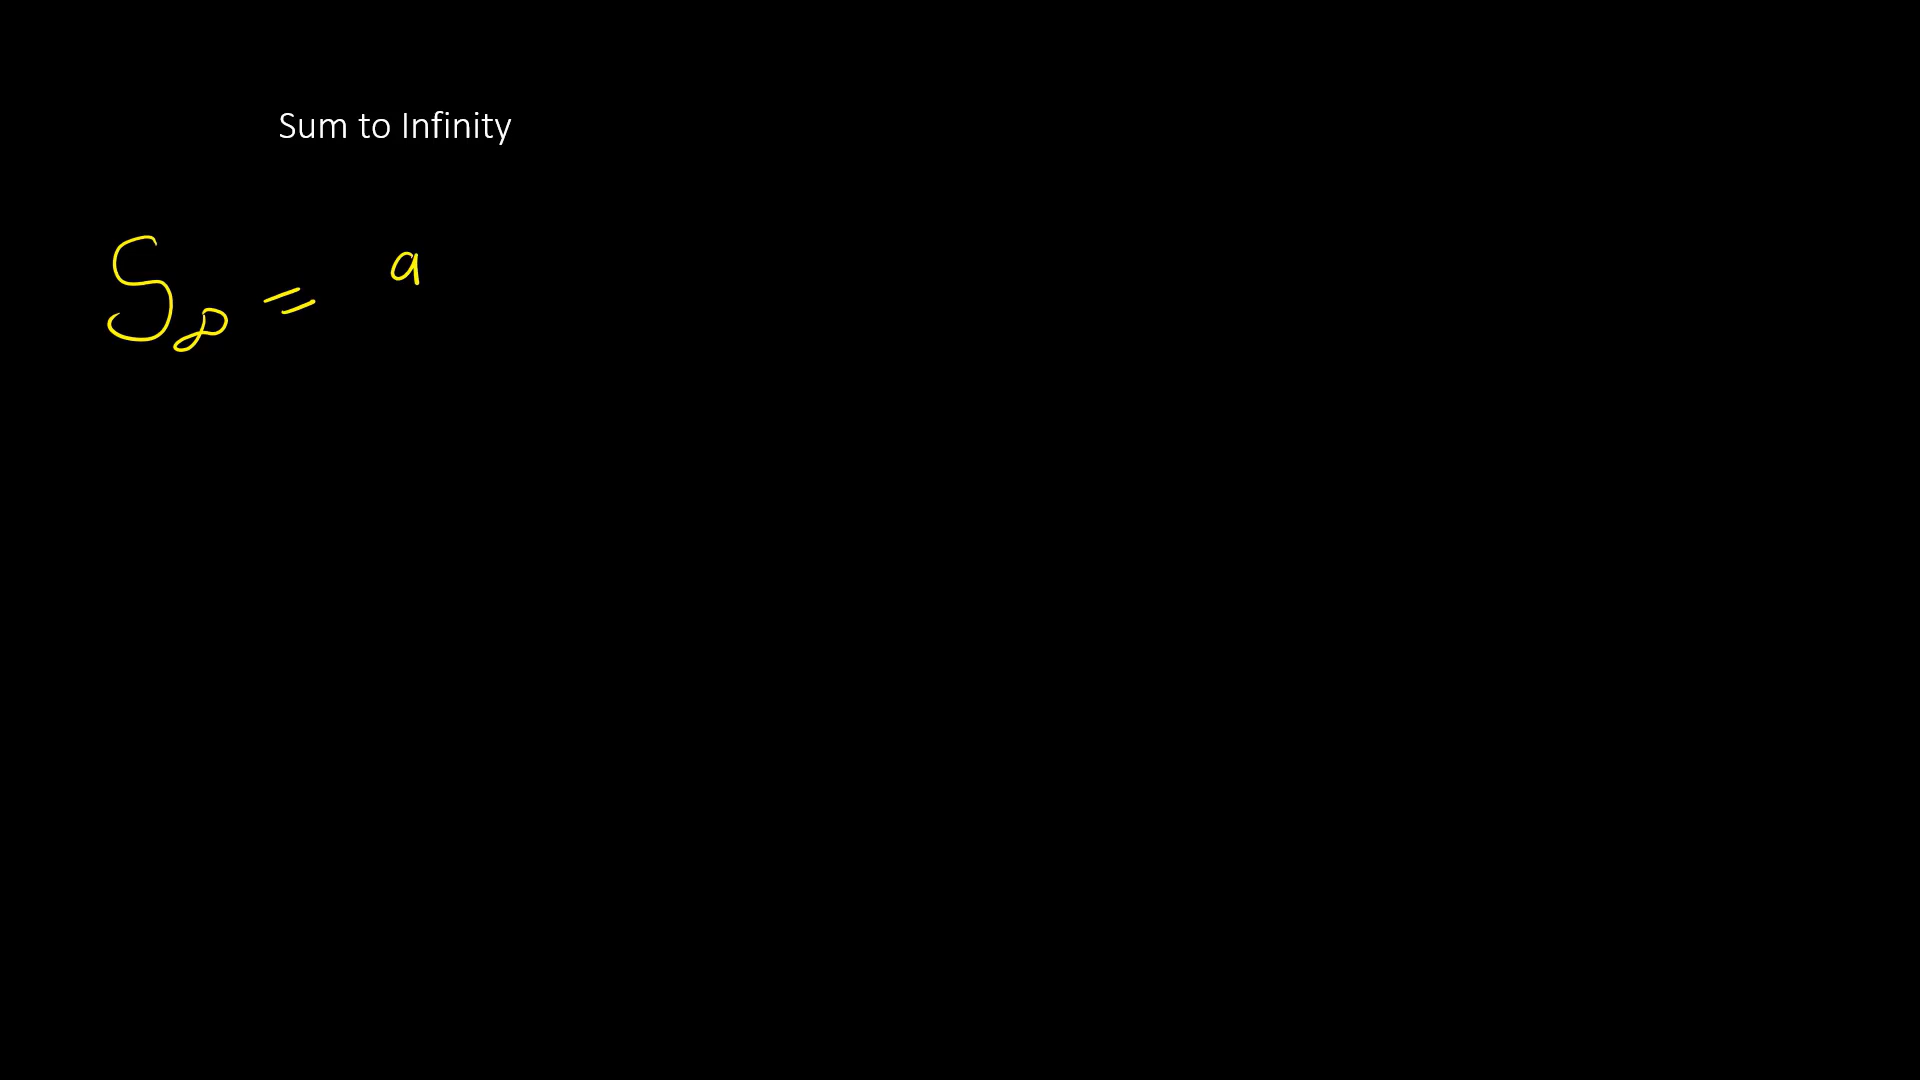 Sum to Infinity
S∞ = a